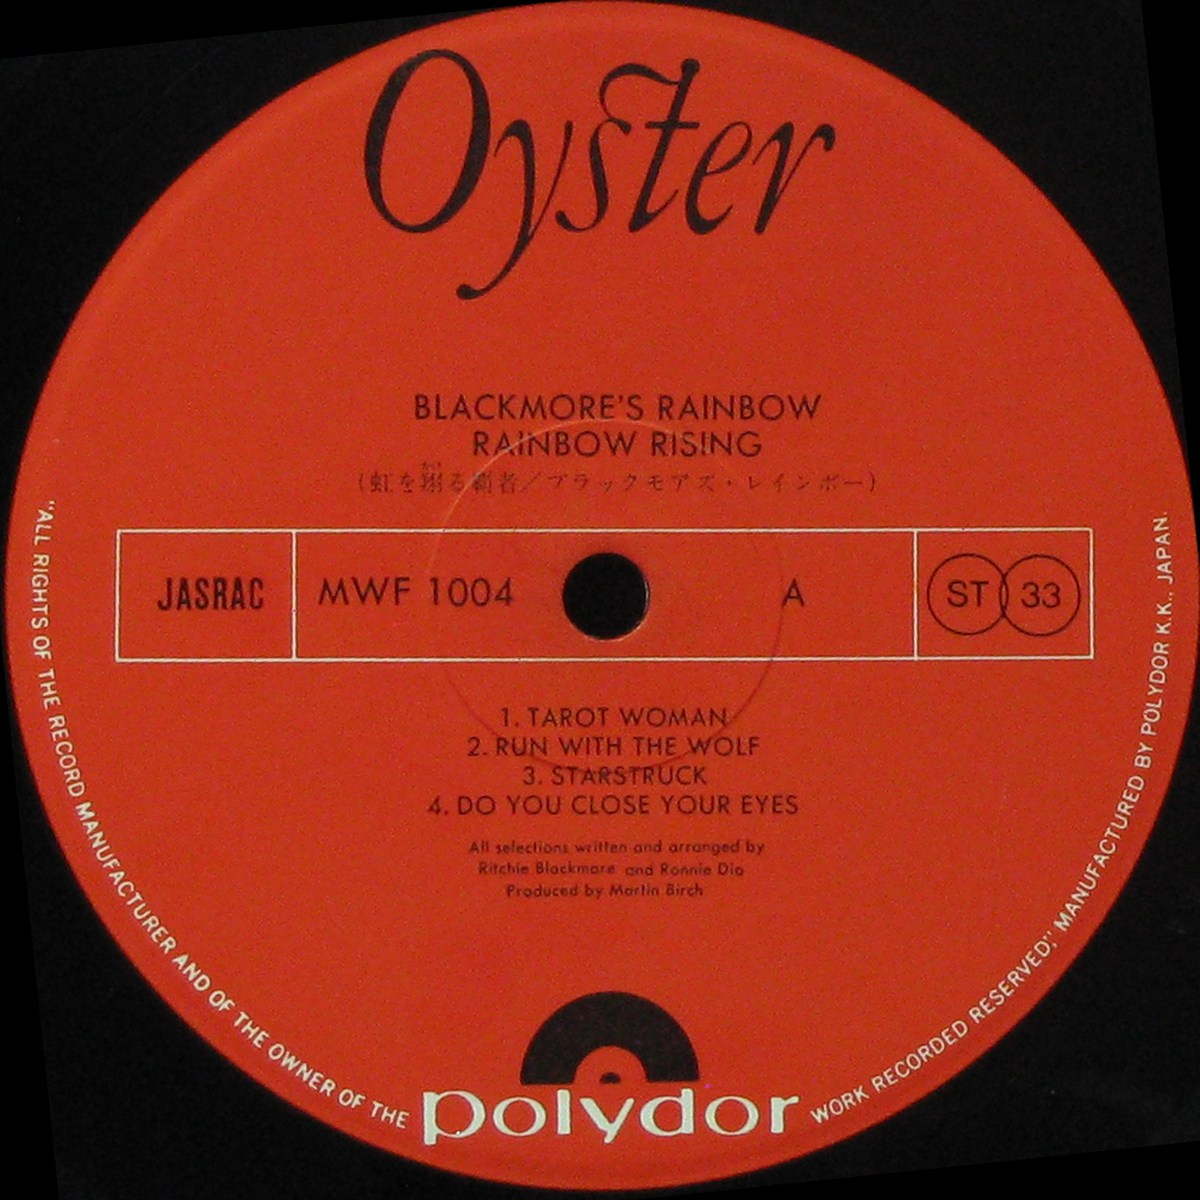 Oyster
BLACKMORE'S RAINBOW
RAINBOW RISING
(虹を翔る覇者／ブラックモアズ・レインボー)
JASRAC
MWF 1004
A
ST 33
1. TAROT WOMAN
2. RUN WITH THE WOLF
3. STARSTRUCK
4. DO YOU CLOSE YOUR EYES
All selections written and arranged by
Ritchie Blackmore and Ronnie Dio
Produced by Martin Birch
polydor
"ALL RIGHTS OF THE RECORD MANUFACTURER AND OF THE OWNER OF THE WORK RECORDED RESERVED," MANUFACTURED BY POLYDOR K.K., JAPAN.